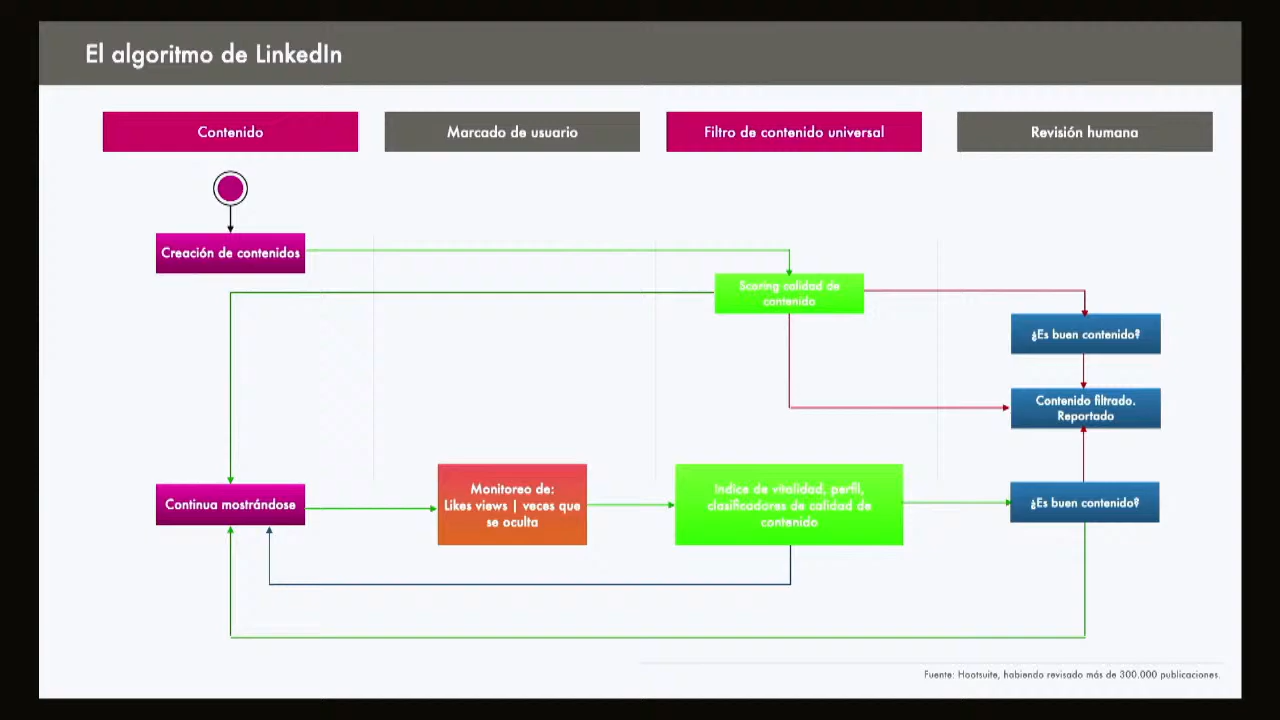 El algoritmo de LinkedIn
Contenido
Marcado de usuario
Filtro de contenido universal
Revisión humana
Creación de contenidos
Scoring calidad de
contenido
¿Es buen contenido?
Contenido filtrado.
Reportado
Continua mostrándose
Monitoreo de:
Likes views | veces que
se oculta
Indice de vitalidad, perfil,
clasificadores de calidad de
contenido
¿Es buen contenido?
Fuente: Hootsuite, habiendo revisado más de 300.000 publicaciones.